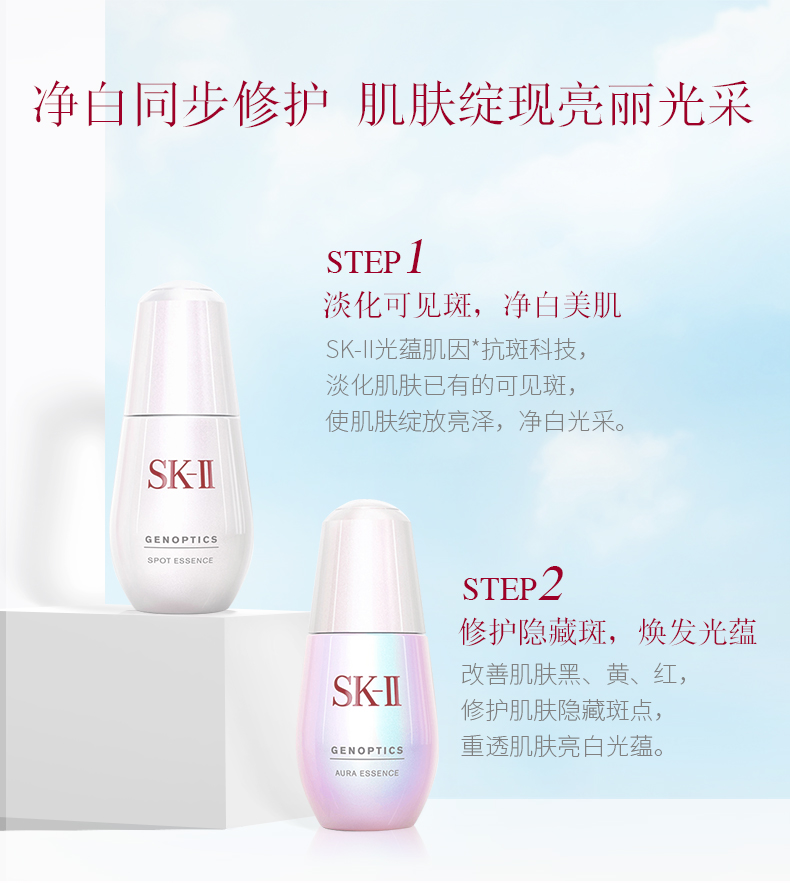 净白同步修护 肌肤绽现亮丽光采
STEP1
淡化可见斑，净白美肌
SK-II光蕴肌因*抗斑科技，
淡化肌肤已有的可见斑，
使肌肤绽放亮泽，净白光采。
SK-II
GENOPTICS
SPOT ESSENCE
STEP2
修护隐藏斑，焕发光蕴
改善肌肤黑、黄、红，
修护肌肤隐藏斑点，
重透肌肤亮白光蕴。
SK-II
GENOPTICS
AURA ESSENCE